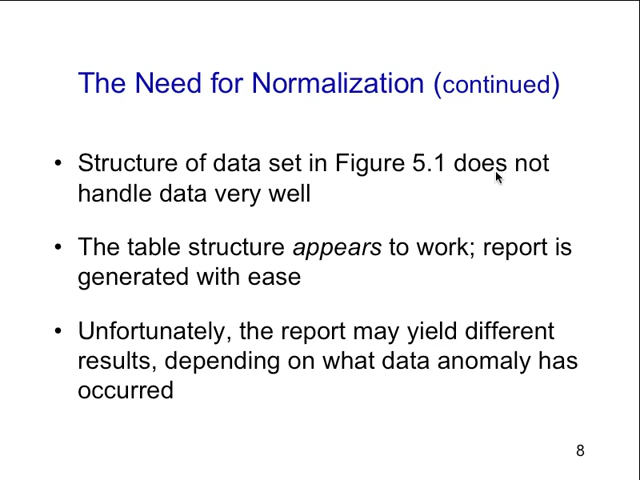 The Need for Normalization (continued)
• Structure of data set in Figure 5.1 does not
handle data very well
• The table structure appears to work; report is
generated with ease
• Unfortunately, the report may yield different
results, depending on what data anomaly has
occurred
8